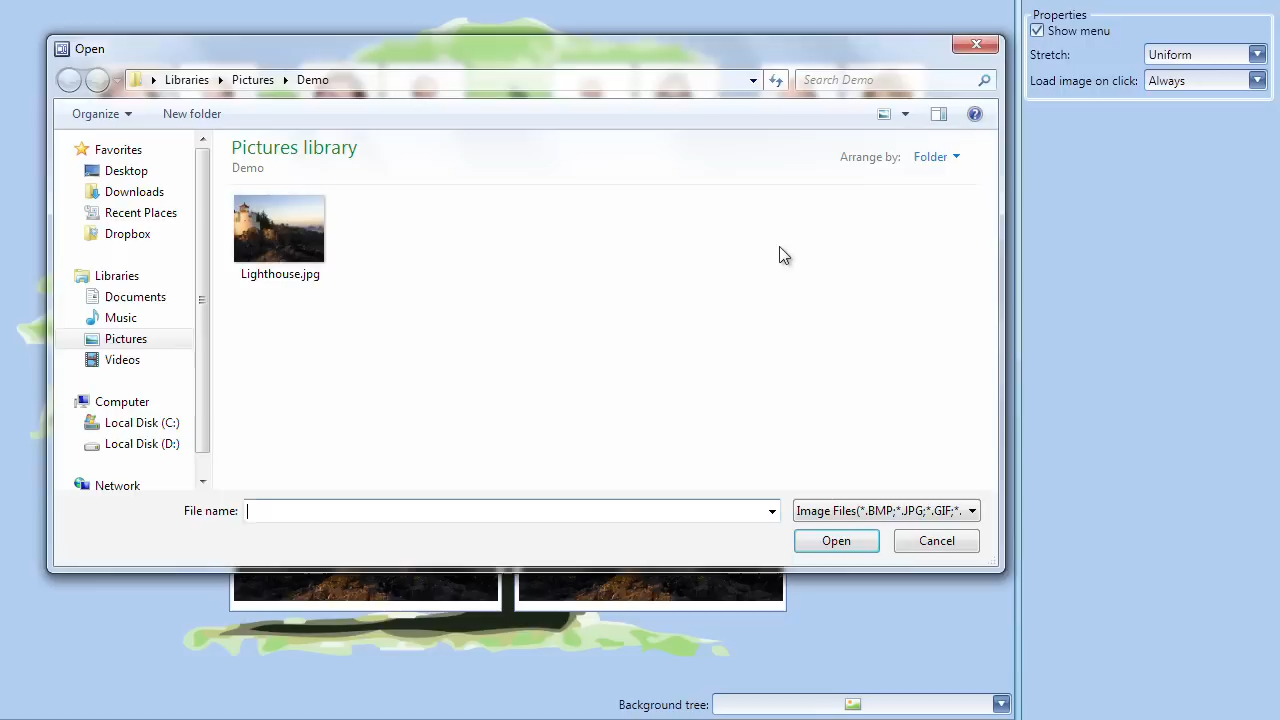 Open
Libraries
Pictures
Demo
Search Demo
Organize
New folder
Favorites
Desktop
Downloads
Recent Places
Dropbox
Libraries
Documents
Music
Pictures
Videos
Computer
Local Disk (C:)
Local Disk (D:)
Network
Pictures library
Demo
Arrange by:
Folder
Lighthouse.jpg
File name:
Image Files(*.BMP;*.JPG;*.GIF;*.
Open
Cancel
Background tree:
Properties
Show menu
Stretch:
Uniform
Load image on click:
Always